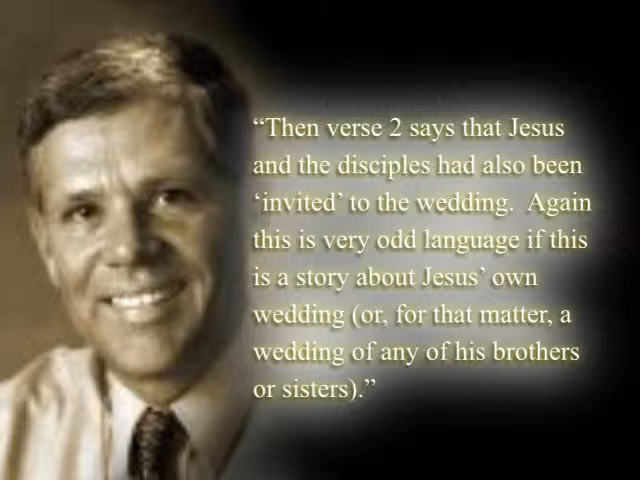 “Then verse 2 says that Jesus
and the disciples had also been
‘invited’ to the wedding.  Again
this is very odd language if this
is a story about Jesus’ own
wedding (or, for that matter, a
wedding of any of his brothers
or sisters).”